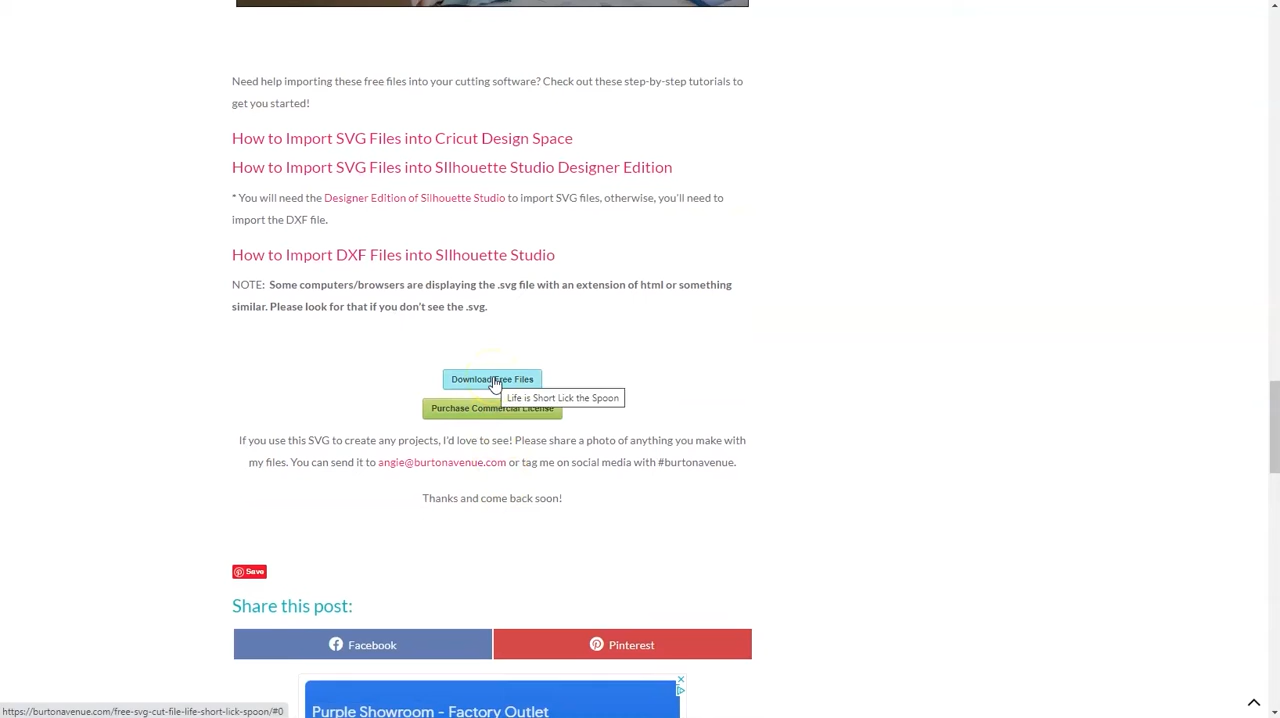 Need help importing these free files into your cutting software? Check out these step-by-step tutorials to
get you started!
How to Import SVG Files into Cricut Design Space
How to Import SVG Files into SIlhouette Studio Designer Edition
* You will need the Designer Edition of Silhouette Studio to import SVG files, otherwise, you'll need to
import the DXF file.
How to Import DXF Files into SIlhouette Studio
NOTE: Some computers/browsers are displaying the .svg file with an extension of html or something
similar. Please look for that if you don't see the .svg.
Download Free Files
Life is Short Lick the Spoon
Purchase Commercial License
If you use this SVG to create any projects, I'd love to see! Please share a photo of anything you make with
my files. You can send it to angie@burtonavenue.com or tag me on social media with #burtonavenue.
Thanks and come back soon!
Save
Share this post:
Facebook
Pinterest
Purple Showroom - Factory Outlet
https://burtonavenue.com/free-svg-cut-file-life-short-lick-spoon/#0